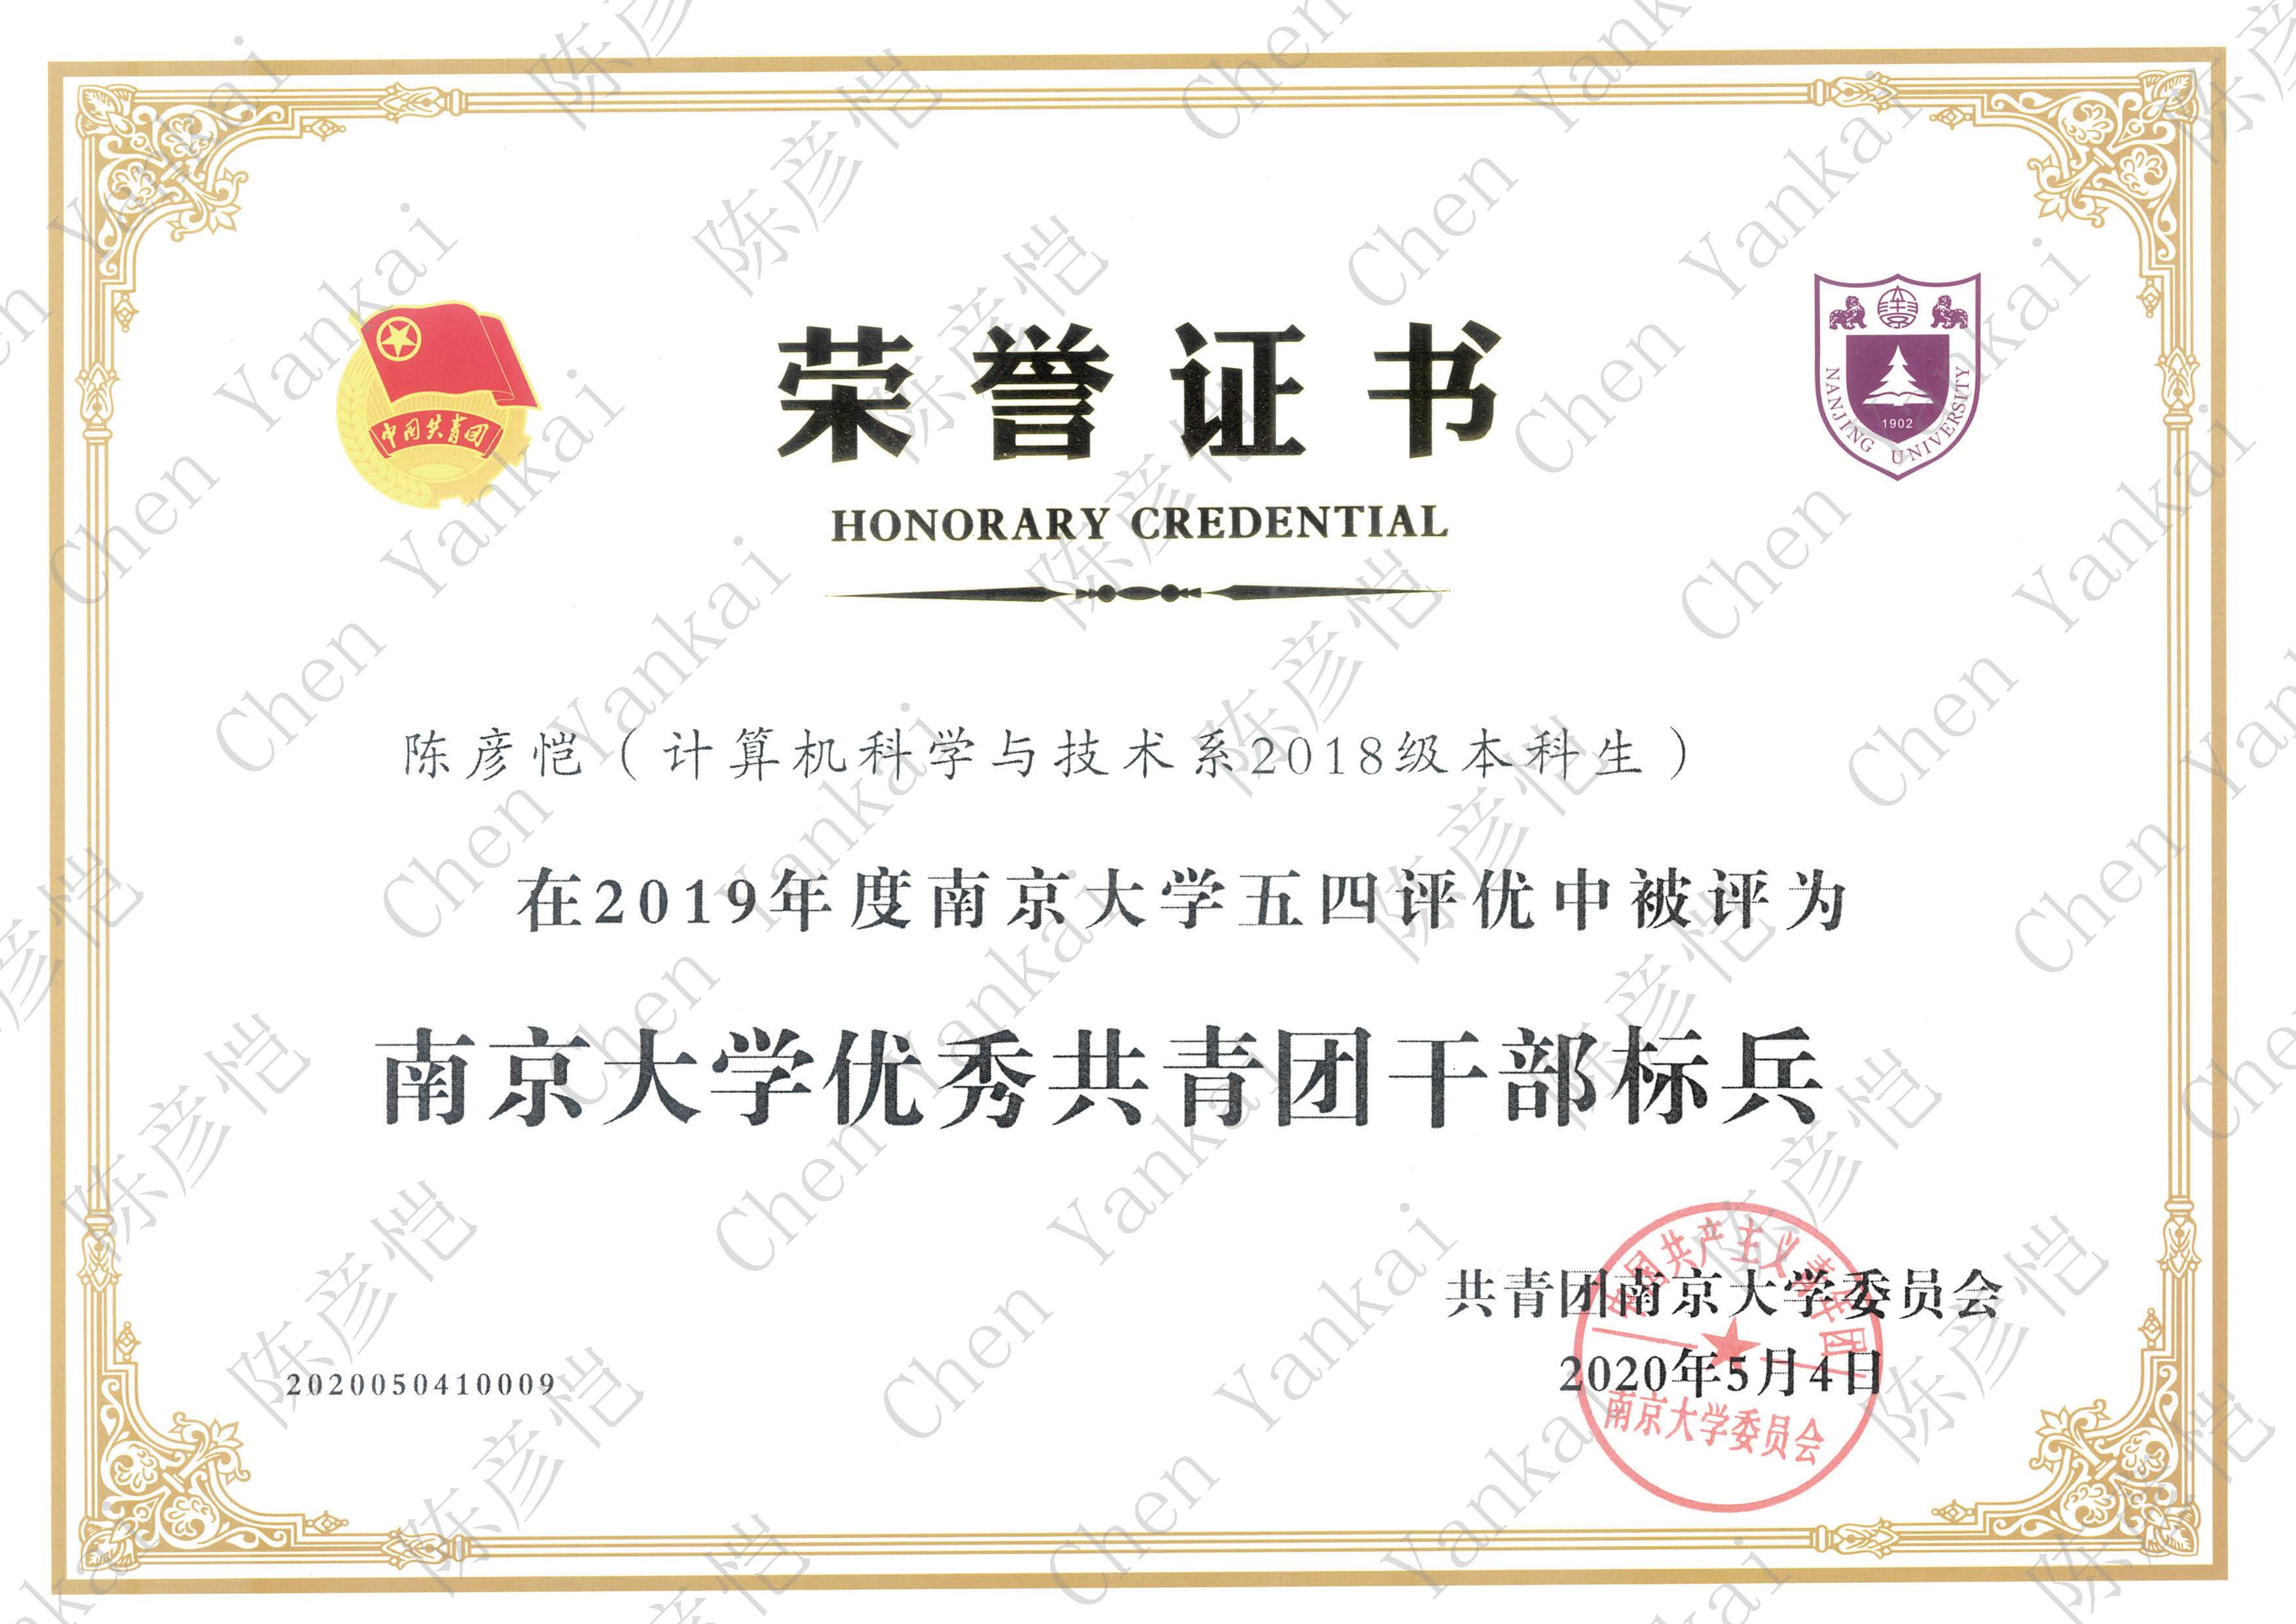 中国共青团
荣誉证书
HONORARY CREDENTIAL
NANJING UNIVERSITY
1902
陈彦恺（计算机科学与技术系2018级本科生）
在2019年度南京大学五四评优中被评为
南京大学优秀共青团干部标兵
共青团南京大学委员会
2020年5月4日
2020050410009
中国共产主义青年团
南京大学委员会
陈彦恺
Chen Yankai